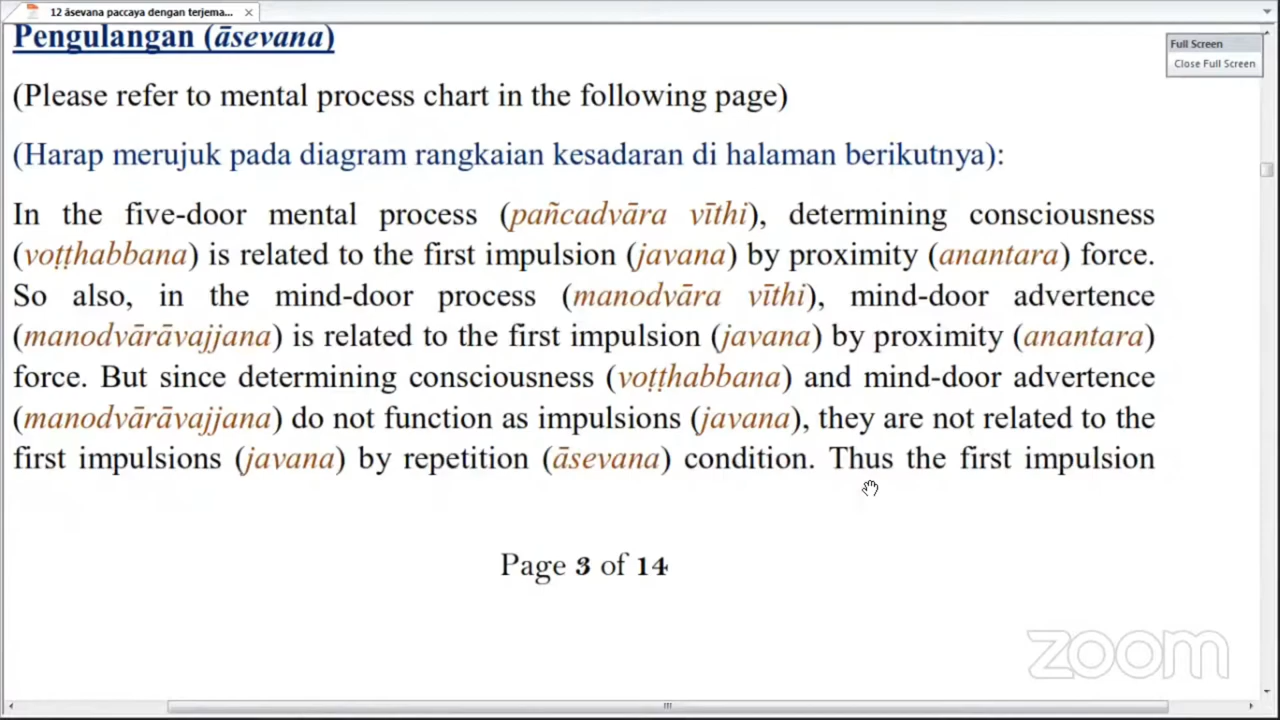 12 āsevana paccaya dengan terjema...
Full Screen
Close Full Screen
Pengulangan (āsevana)
(Please refer to mental process chart in the following page)
(Harap merujuk pada diagram rangkaian kesadaran di halaman berikutnya):
In the five-door mental process (pañcadvāra vīthi), determining consciousness
(voṭṭhabbana) is related to the first impulsion (javana) by proximity (anantara) force.
So also, in the mind-door process (manodvāra vīthi), mind-door advertence
(manodvārāvajjana) is related to the first impulsion (javana) by proximity (anantara)
force. But since determining consciousness (voṭṭhabbana) and mind-door advertence
(manodvārāvajjana) do not function as impulsions (javana), they are not related to the
first impulsions (javana) by repetition (āsevana) condition. Thus the first impulsion
Page 3 of 14
zoom